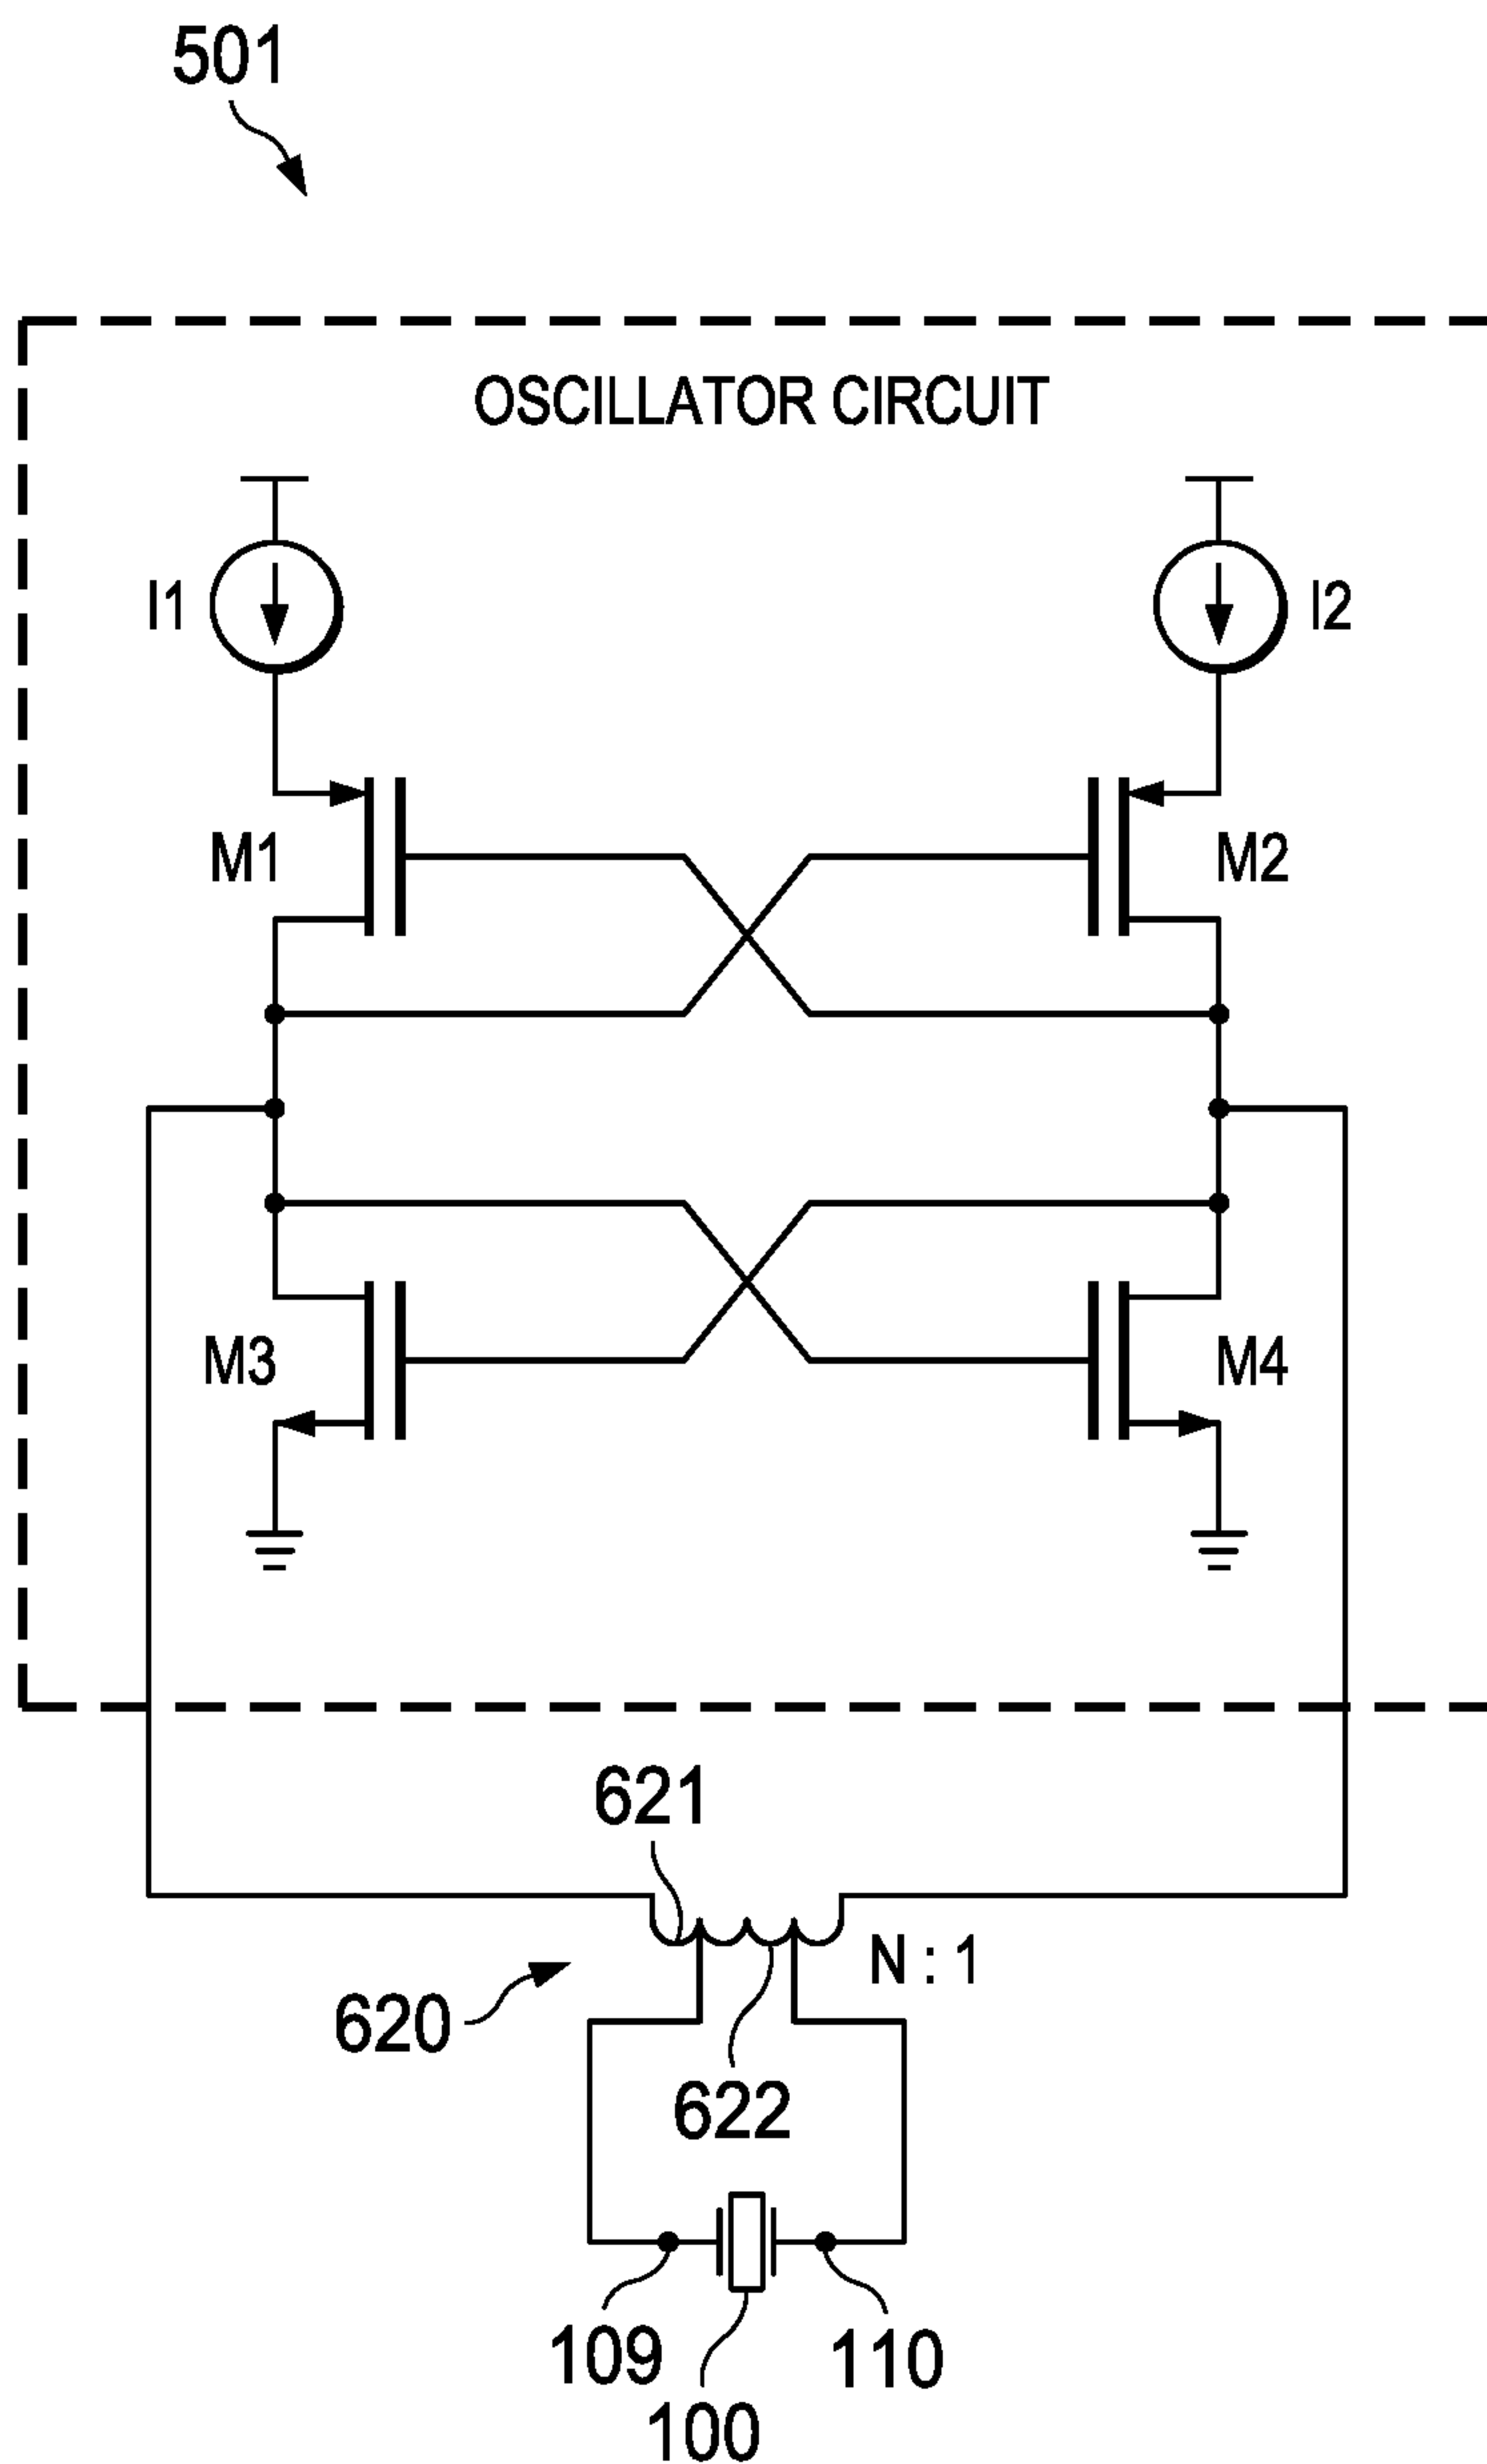 501
OSCILLATOR CIRCUIT
I1
I2
M1
M2
M3
M4
621
N : 1
620
622
109
110
100